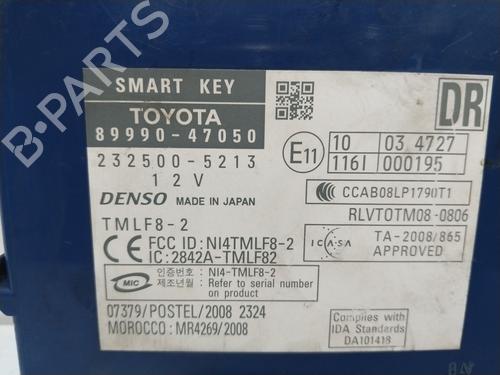 B-PARTS
SMART KEY
TOYOTA
89990-47050
232500-5213
12V
DENSO MADE IN JAPAN
TMLF8-2
FCC ID: NI4TMLF8-2
IC: 2842A-TMLF82
MIC
인증번호 : NI4-TMLF8-2
제조년월 : Refer to serial number on product
07379/POSTEL/2008 2324
MOROCCO: MR4269/2008
DR
E11
10 03 4727
116I 000195
CCAB08LP1790T1
RLVTOTM08-0806
ICASA
TA-2008/865
APPROVED
Complies with
IDA Standards
DA101418